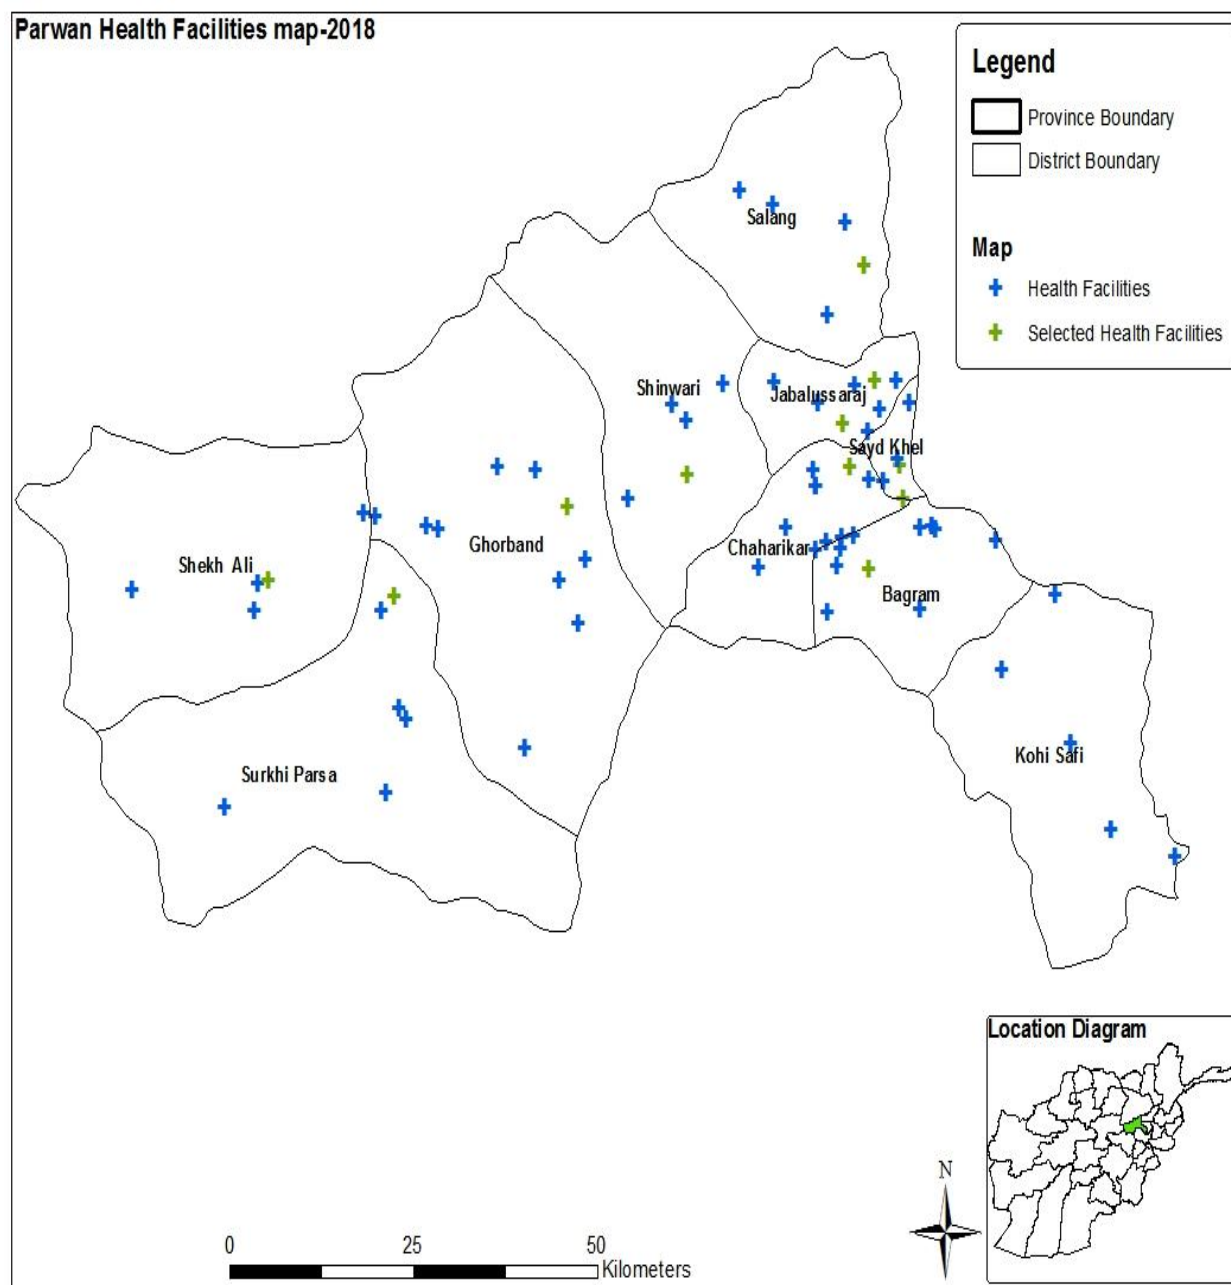 Parwan Health Facilities map-2018
Legend
Province Boundary
District Boundary
Map
Health Facilities
Selected Health Facilities
Salang
Shinwari
Jabalussaraj
Sayd Khel
Ghorband
Shekh Ali
Chaharikar
Bagram
Surkhi Parsa
Kohi Safi
Location Diagram
N
0 25 50
Kilometers